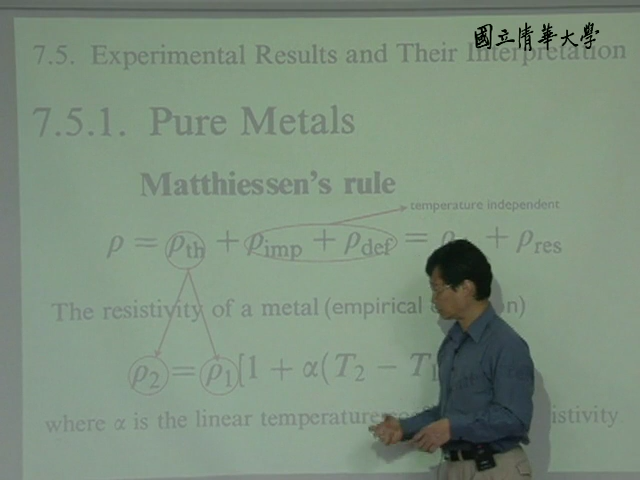 國立清華大學
7.5. Experimental Results and Their Interpretation
7.5.1. Pure Metals
Matthiessen's rule
temperature independent
ρ = ρth + ρimp + ρdef = + ρres
The resistivity of a metal (empirical
ρ2 = ρ1[1 + α(T2 − T1
where α is the linear temperature